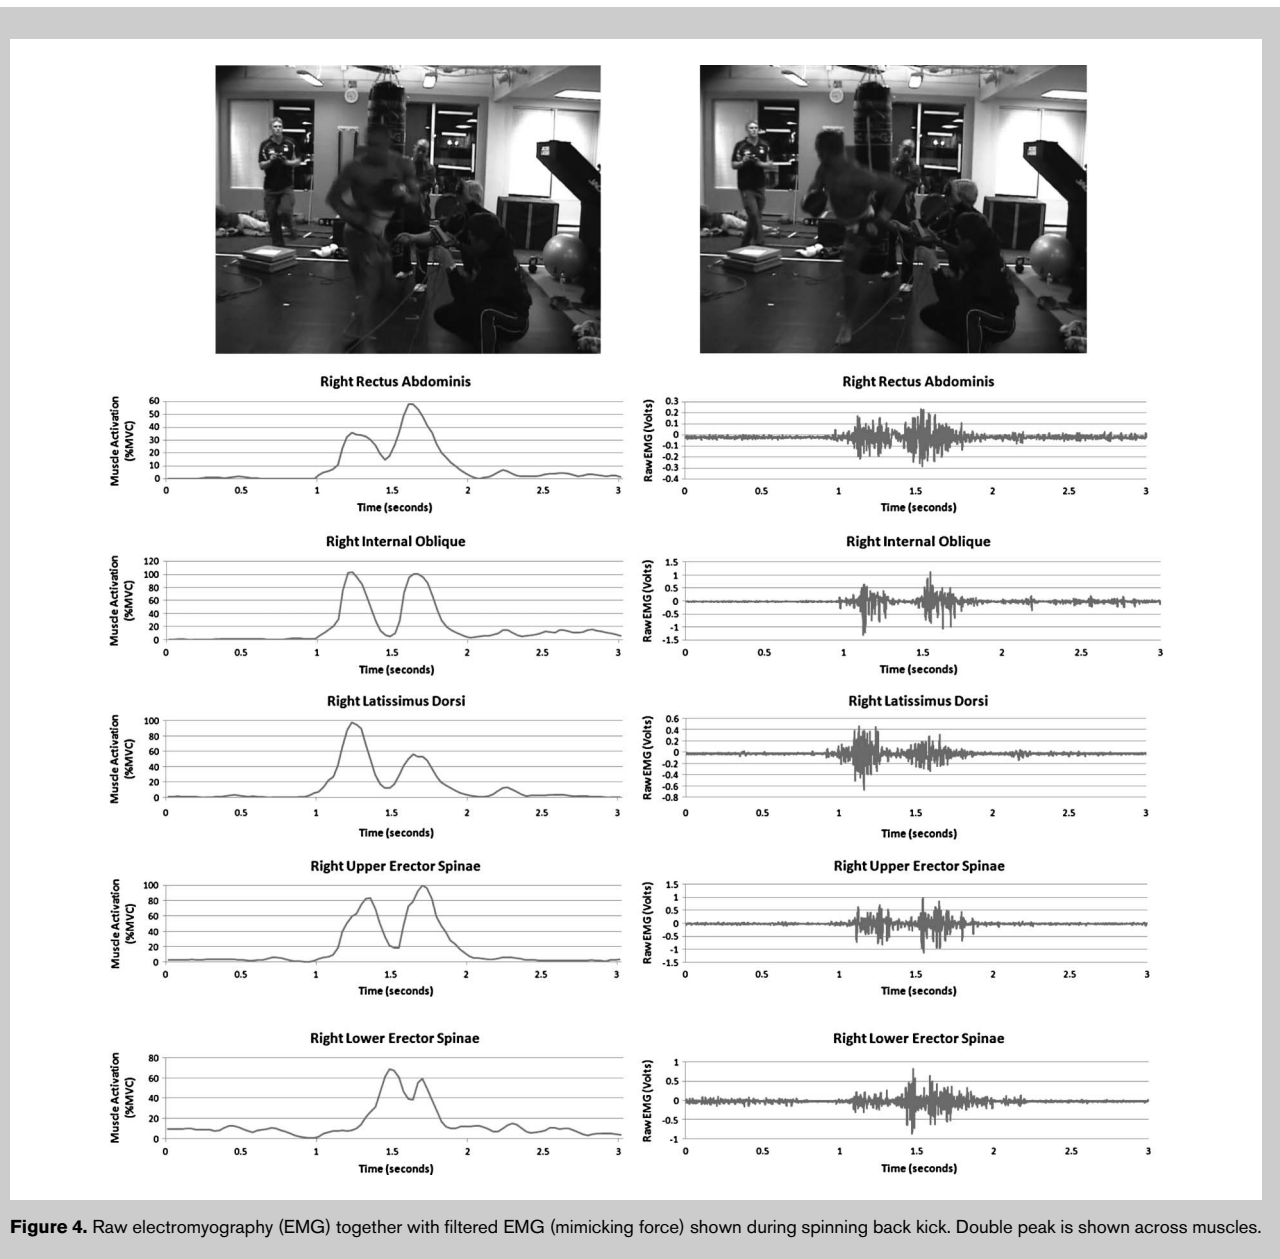 Right Rectus Abdominis
Muscle Activation
(%MVC)
60
50
40
30
20
10
0
0 0.5 1 1.5 2 2.5 3
Time (seconds)
Right Rectus Abdominis
Raw EMG (Volts)
0.3
0.2
0.1
0
-0.1
-0.2
-0.3
-0.4
0 0.5 1 1.5 2 2.5 3
Time (seconds)
Right Internal Oblique
Muscle Activation
(%MVC)
120
100
80
60
40
20
0
0 0.5 1 1.5 2 2.5 3
Time (seconds)
Right Internal Oblique
Raw EMG (Volts)
1.5
1
0.5
0
-0.5
-1
-1.5
0 0.5 1 1.5 2 2.5 3
Time (seconds)
Right Latissimus Dorsi
Muscle Activation
(%MVC)
100
80
60
40
20
0
0 0.5 1 1.5 2 2.5 3
Time (seconds)
Right Latissimus Dorsi
Raw EMG (Volts)
0.6
0.4
0.2
0
-0.2
-0.4
-0.6
-0.8
0 0.5 1 1.5 2 2.5 3
Time (seconds)
Right Upper Erector Spinae
Muscle Activation
(%MVC)
100
80
60
40
20
0
0 0.5 1 1.5 2 2.5 3
Time (seconds)
Right Upper Erector Spinae
Raw EMG (Volts)
1.5
1
0.5
0
-0.5
-1
-1.5
0 0.5 1 1.5 2 2.5 3
Time (seconds)
Right Lower Erector Spinae
Muscle Activation
(%MVC)
80
60
40
20
0
0 0.5 1 1.5 2 2.5 3
Time (seconds)
Right Lower Erector Spinae
Raw EMG (Volts)
1
0.5
0
-0.5
-1
0 0.5 1 1.5 2 2.5 3
Time (seconds)
Figure 4. Raw electromyography (EMG) together with filtered EMG (mimicking force) shown during spinning back kick. Double peak is shown across muscles.